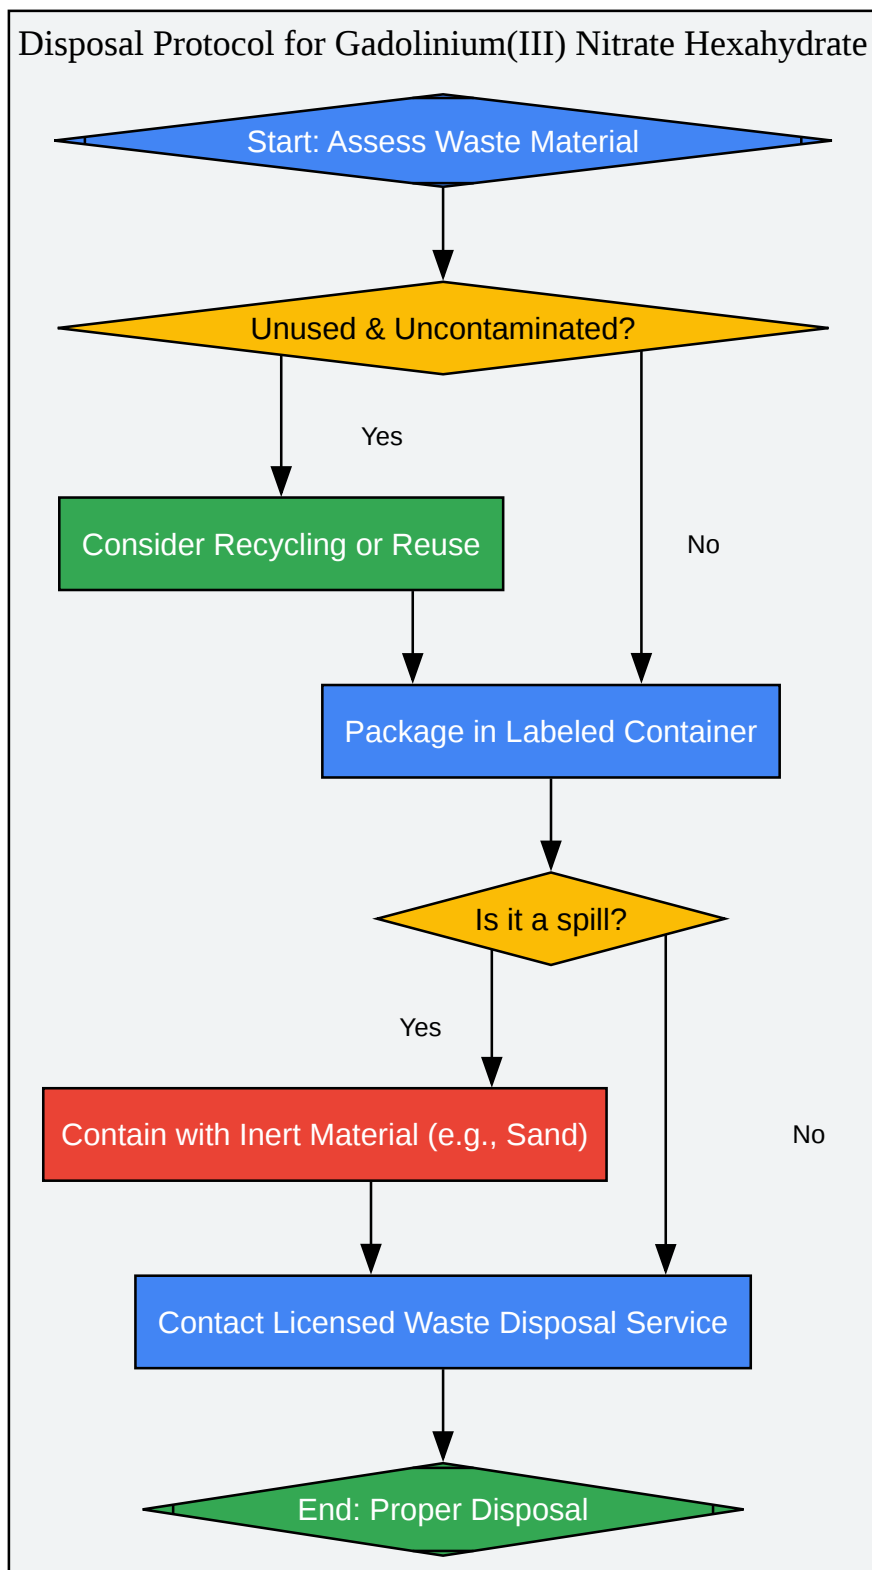 Disposal Protocol for Gadolinium(III) Nitrate Hexahydrate
Start: Assess Waste Material
Unused & Uncontaminated?
Yes
Consider Recycling or Reuse
No
Package in Labeled Container
Is it a spill?
Yes
Contain with Inert Material (e.g., Sand)
No
Contact Licensed Waste Disposal Service
End: Proper Disposal